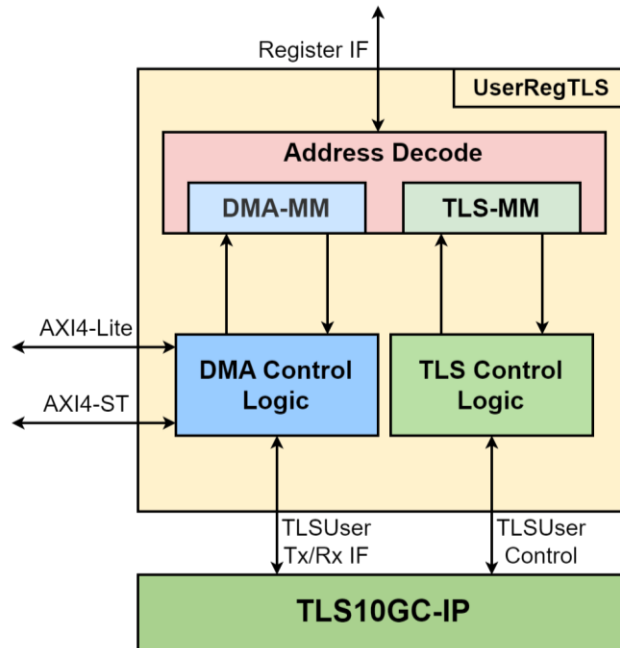 Register IF
UserRegTLS
Address Decode
DMA-MM
TLS-MM
AXI4-Lite
AXI4-ST
DMA Control
Logic
TLS Control
Logic
TLSUser
Tx/Rx IF
TLSUser
Control
TLS10GC-IP